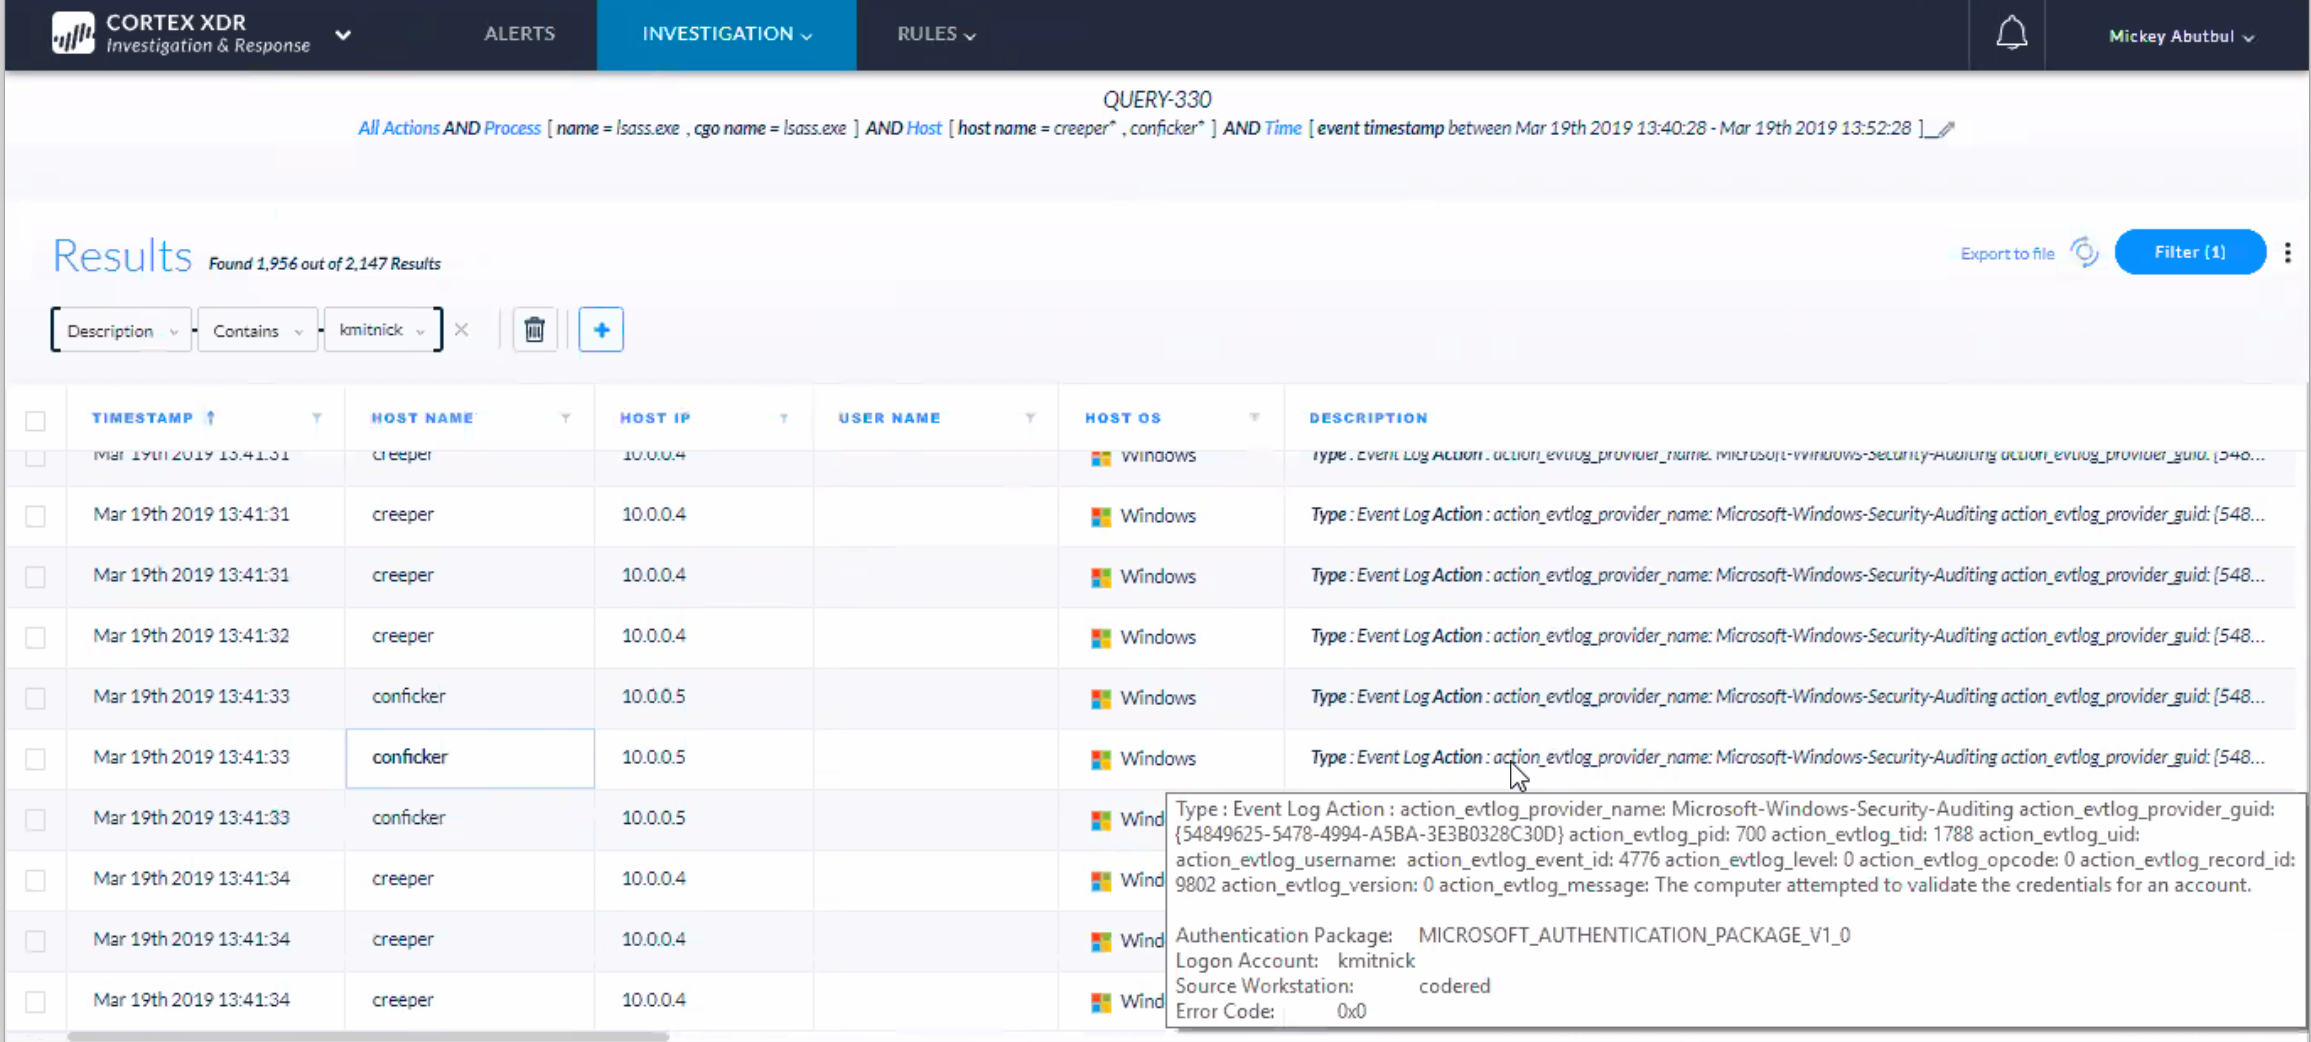 CORTEX XDR
Investigation & Response
ALERTS
INVESTIGATION
RULES
Mickey Abutbul
QUERY-330
All Actions AND Process [ name = lsass.exe , cgo name = lsass.exe ] AND Host [ host name = creeper* , conficker* ] AND Time [ event timestamp between Mar 19th 2019 13:40:28 - Mar 19th 2019 13:52:28 ]
Results Found 1,956 out of 2,147 Results
Export to file
Filter (1)
Description Contains kmitnick
TIMESTAMP HOST NAME HOST IP USER NAME HOST OS DESCRIPTION
Mar 19th 2019 13:41:31 creeper 10.0.0.4 Windows Type : Event Log Action : action_evtlog_provider_name: Microsoft-Windows-Security-Auditing action_evtlog_provider_guid: {548...
Mar 19th 2019 13:41:31 creeper 10.0.0.4 Windows Type : Event Log Action : action_evtlog_provider_name: Microsoft-Windows-Security-Auditing action_evtlog_provider_guid: {548...
Mar 19th 2019 13:41:31 creeper 10.0.0.4 Windows Type : Event Log Action : action_evtlog_provider_name: Microsoft-Windows-Security-Auditing action_evtlog_provider_guid: {548...
Mar 19th 2019 13:41:32 creeper 10.0.0.4 Windows Type : Event Log Action : action_evtlog_provider_name: Microsoft-Windows-Security-Auditing action_evtlog_provider_guid: {548...
Mar 19th 2019 13:41:33 conficker 10.0.0.5 Windows Type : Event Log Action : action_evtlog_provider_name: Microsoft-Windows-Security-Auditing action_evtlog_provider_guid: {548...
Mar 19th 2019 13:41:33 conficker 10.0.0.5 Windows Type : Event Log Action : action_evtlog_provider_name: Microsoft-Windows-Security-Auditing action_evtlog_provider_guid: {548...
Mar 19th 2019 13:41:33 conficker 10.0.0.5 Wind
Mar 19th 2019 13:41:34 creeper 10.0.0.4 Wind
Mar 19th 2019 13:41:34 creeper 10.0.0.4 Wind
Mar 19th 2019 13:41:34 creeper 10.0.0.4 Wind
Type : Event Log Action : action_evtlog_provider_name: Microsoft-Windows-Security-Auditing action_evtlog_provider_guid:
{54849625-5478-4994-A5BA-3E3B0328C30D} action_evtlog_pid: 700 action_evtlog_tid: 1788 action_evtlog_uid:
action_evtlog_username: action_evtlog_event_id: 4776 action_evtlog_level: 0 action_evtlog_opcode: 0 action_evtlog_record_id:
9802 action_evtlog_version: 0 action_evtlog_message: The computer attempted to validate the credentials for an account.
Authentication Package: MICROSOFT_AUTHENTICATION_PACKAGE_V1_0
Logon Account: kmitnick
Source Workstation: codered
Error Code: 0x0